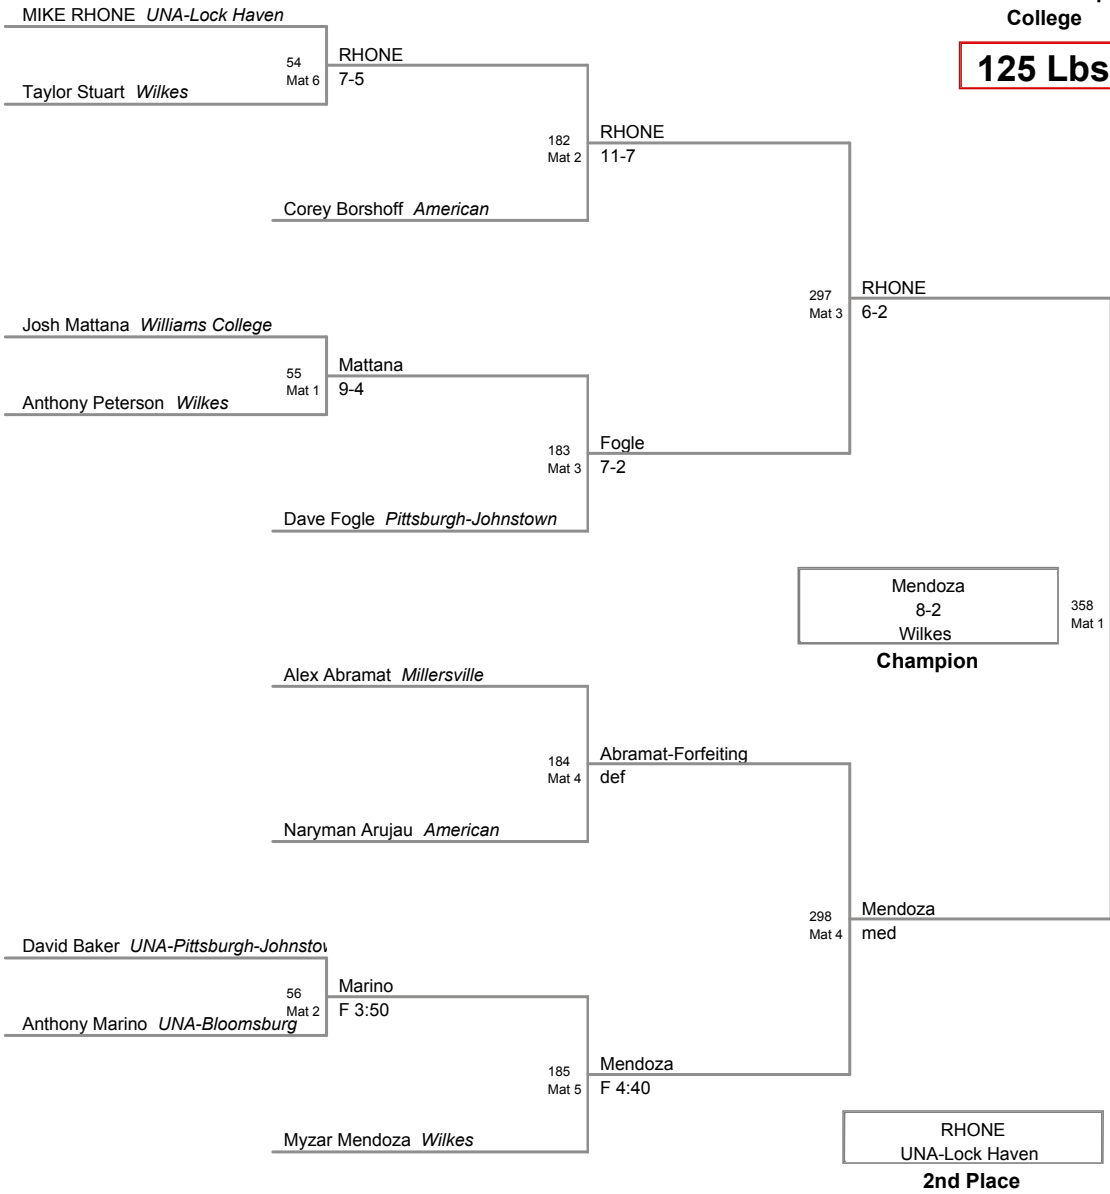 College
125 Lbs
MIKE RHONE UNA-Lock Haven
54
Mat 6
RHONE
7-5
Taylor Stuart Wilkes
182
Mat 2
RHONE
11-7
Corey Borshoff American
297
Mat 3
RHONE
6-2
Josh Mattana Williams College
55
Mat 1
Mattana
9-4
Anthony Peterson Wilkes
183
Mat 3
Fogle
7-2
Dave Fogle Pittsburgh-Johnstown
Mendoza
8-2
Wilkes
Champion
358
Mat 1
Alex Abramat Millersville
184
Mat 4
Abramat-Forfeiting
def
Naryman Arujau American
298
Mat 4
Mendoza
med
David Baker UNA-Pittsburgh-Johnstov
56
Mat 2
Marino
F 3:50
Anthony Marino UNA-Bloomsburg
185
Mat 5
Mendoza
F 4:40
Myzar Mendoza Wilkes
RHONE
UNA-Lock Haven
2nd Place